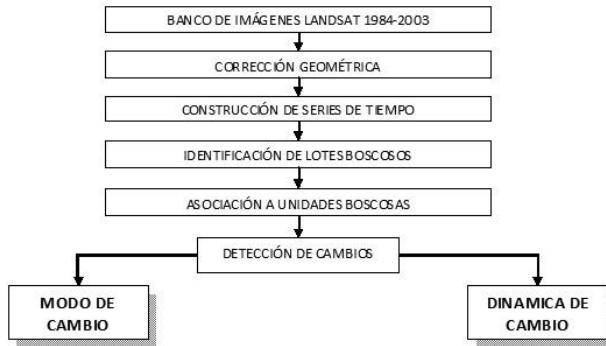 BANCO DE IMÁGENES LANDSAT 1984-2003
CORRECCIÓN GEOMÉTRICA
CONSTRUCCIÓN DE SERIES DE TIEMPO
IDENTIFICACIÓN DE LOTES BOSCOSOS
ASOCIACIÓN A UNIDADES BOSCOSAS
DETECCIÓN DE CAMBIOS
MODO DE
CAMBIO
DINAMICA DE
CAMBIO